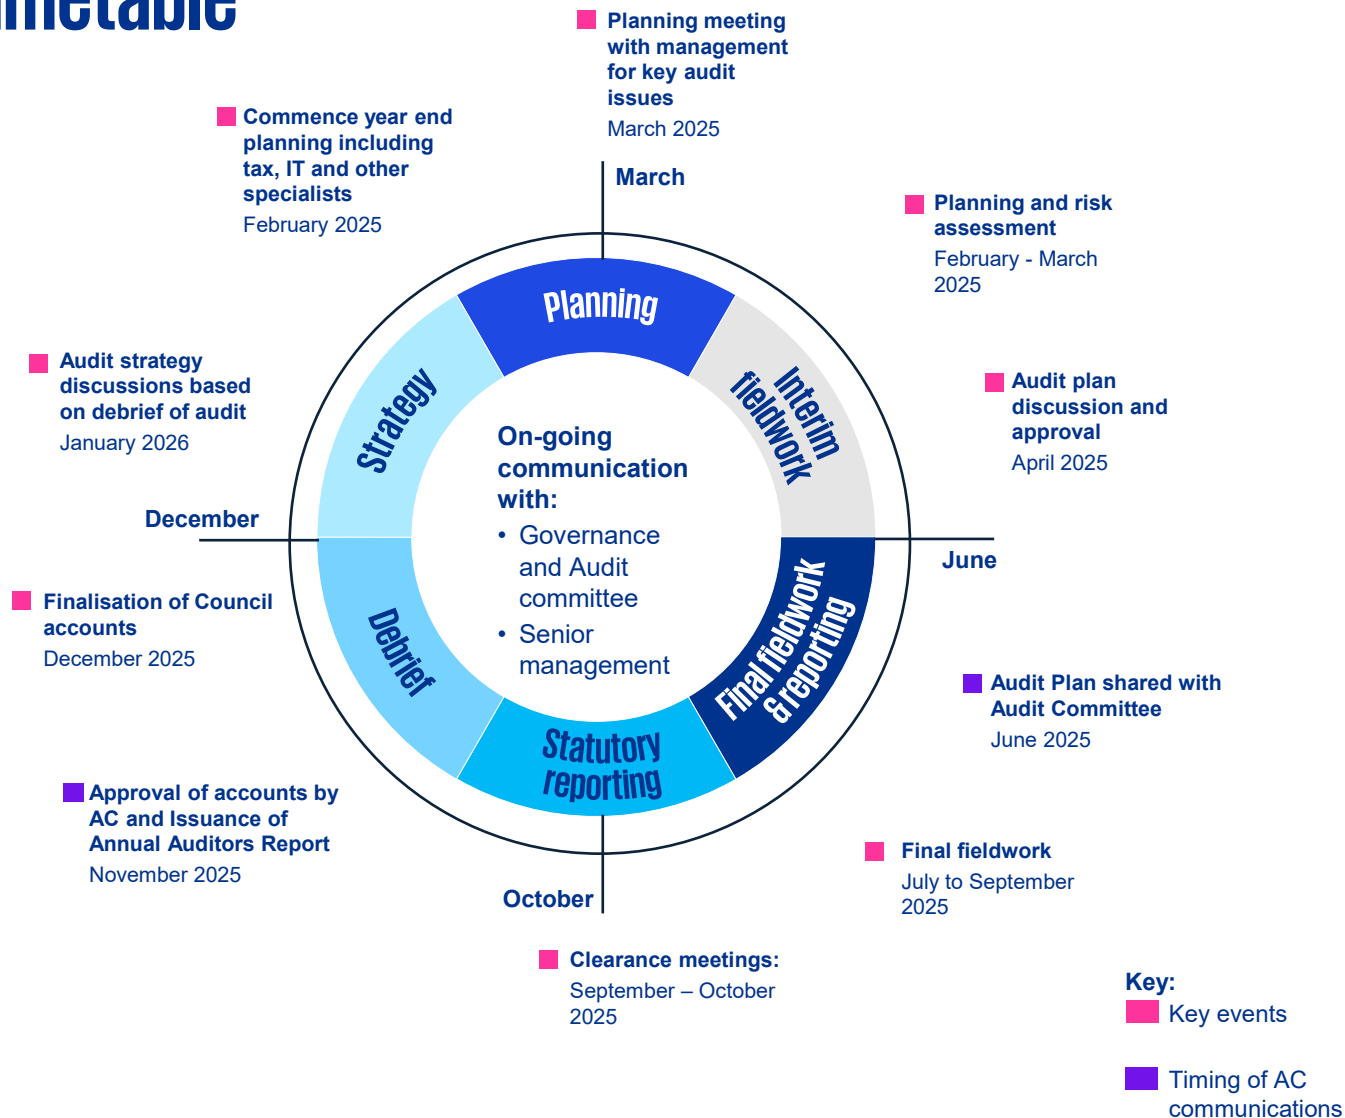 Planning meeting
with management
for key audit
issues
March 2025
March
Commence year end
planning including
tax, IT and other
specialists
February 2025
Planning and risk
assessment
February - March
2025
Audit strategy
discussions based
on debrief of audit
January 2026
Audit plan
discussion and
approval
April 2025
Planning
Strategy
Interim
fieldwork
On-going
communication
with:
• Governance
and Audit
committee
• Senior
management
December
June
Finalisation of Council
accounts
December 2025
Debrief
Final fieldwork
& reporting
Statutory
reporting
Audit Plan shared with
Audit Committee
June 2025
Approval of accounts by
AC and Issuance of
Annual Auditors Report
November 2025
October
Final fieldwork
July to September
2025
Clearance meetings:
September – October
2025
Key:
Key events
Timing of AC
communications